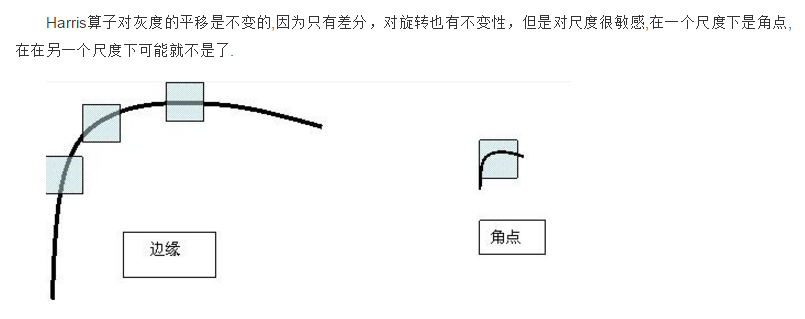 Harris算子对灰度的平移是不变的,因为只有差分，对旋转也有不变性，但是对尺度很敏感,在一个尺度下是角点,
在在另一个尺度下可能就不是了.
边缘
角点